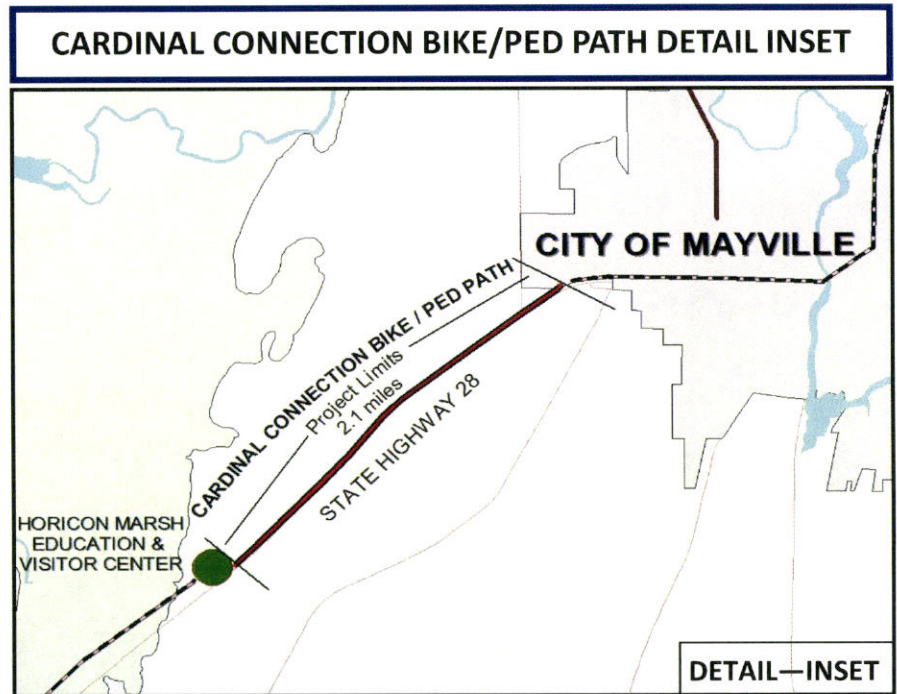 CARDINAL CONNECTION BIKE/PED PATH DETAIL INSET
CITY OF MAYVILLE
CARDINAL CONNECTION BIKE / PED PATH
Project Limits
2.1 miles
STATE HIGHWAY 28
HORICON MARSH
EDUCATION &
VISITOR CENTER
DETAIL—INSET